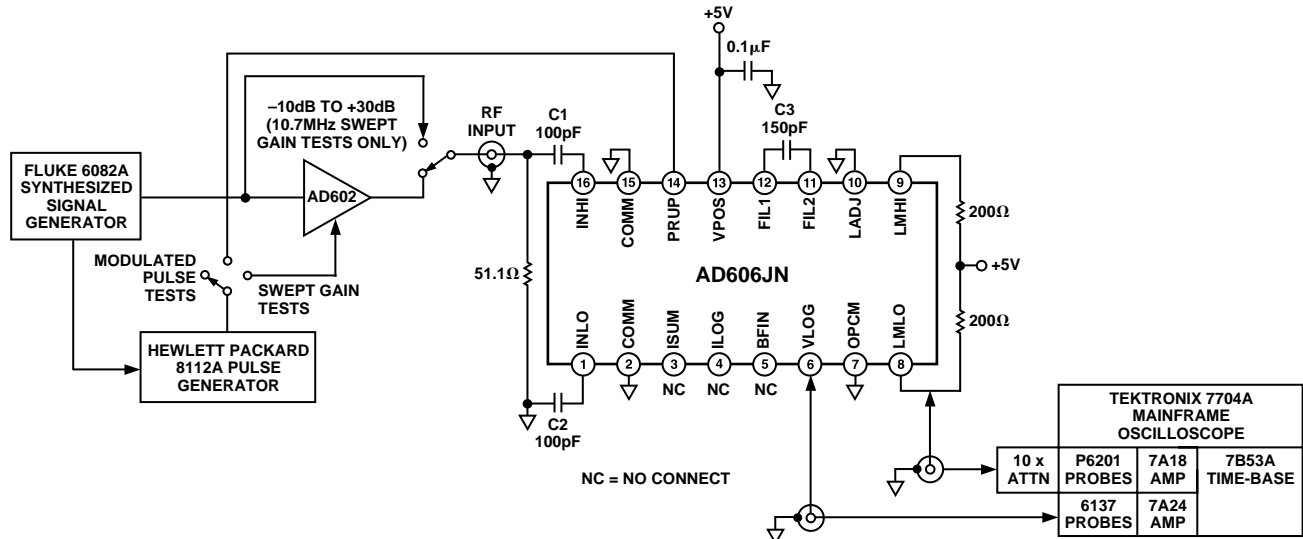 +5V
0.1µF
–10dB TO +30dB
(10.7MHz SWEPT
GAIN TESTS ONLY)
RF
INPUT
C1
100pF
C3
150pF
FLUKE 6082A
SYNTHESIZED
SIGNAL
GENERATOR
AD602
16
15
14
13
12
11
10
9
INHI
COMM
PRUP
VPOS
FIL1
FIL2
LADJ
LMHI
200Ω
+5V
200Ω
MODULATED
PULSE
TESTS
SWEPT GAIN
TESTS
51.1Ω
AD606JN
INLO
COMM
ISUM
ILOG
BFIN
VLOG
OPCM
LMLO
1
2
3
4
5
6
7
8
NC
NC
NC
HEWLETT PACKARD
8112A PULSE
GENERATOR
C2
100pF
NC = NO CONNECT
TEKTRONIX 7704A
MAINFRAME
OSCILLOSCOPE
10 x
ATTN
P6201
PROBES
7A18
AMP
7B53A
TIME-BASE
6137
PROBES
7A24
AMP